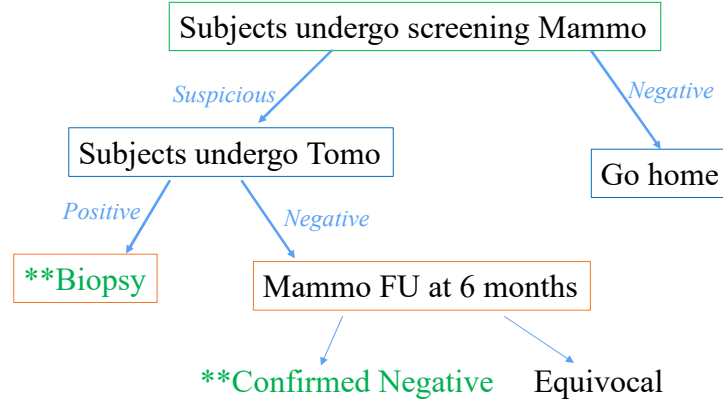 Subjects undergo screening Mammo
Suspicious
Negative
Subjects undergo Tomo
Go home
Positive
Negative
**Biopsy
Mammo FU at 6 months
**Confirmed Negative
Equivocal